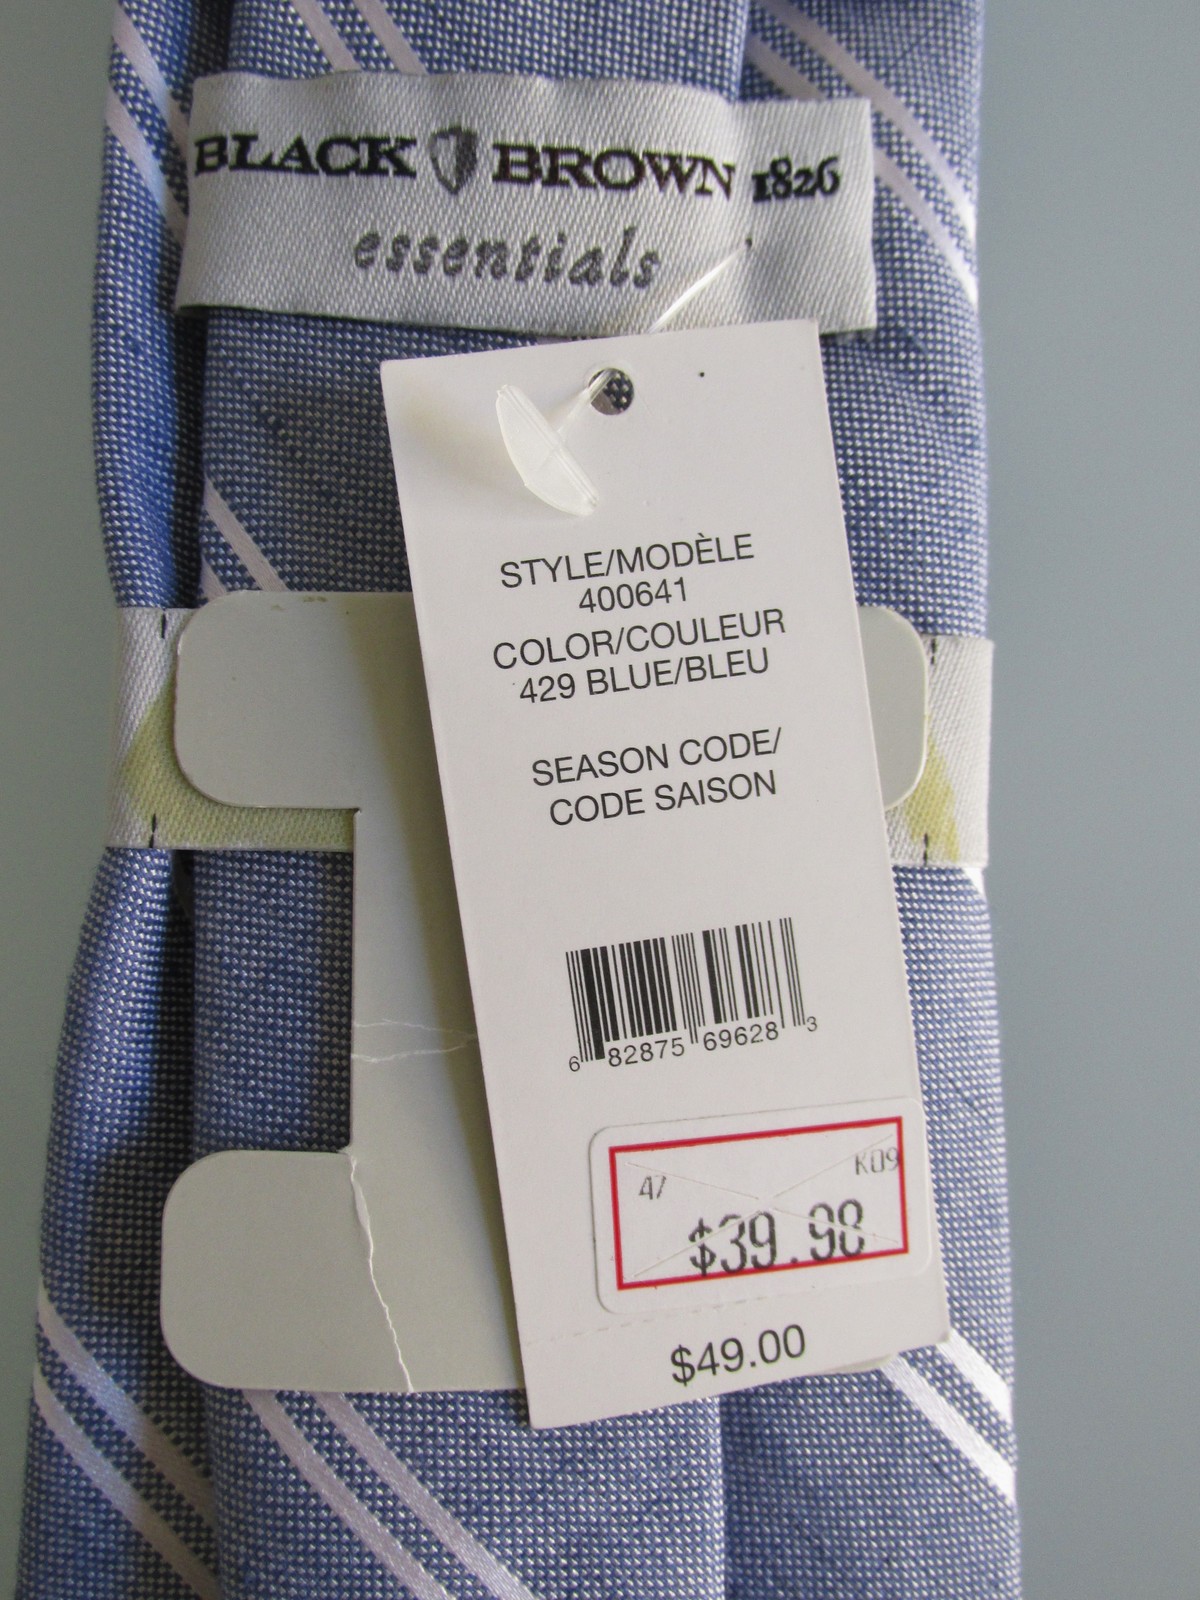 BLACK BROWN 1826
essentials
STYLE/MODÈLE
400641
COLOR/COULEUR
429 BLUE/BLEU
SEASON CODE/
CODE SAISON
6 82875 69628 3
47 K09
$39.98
$49.00